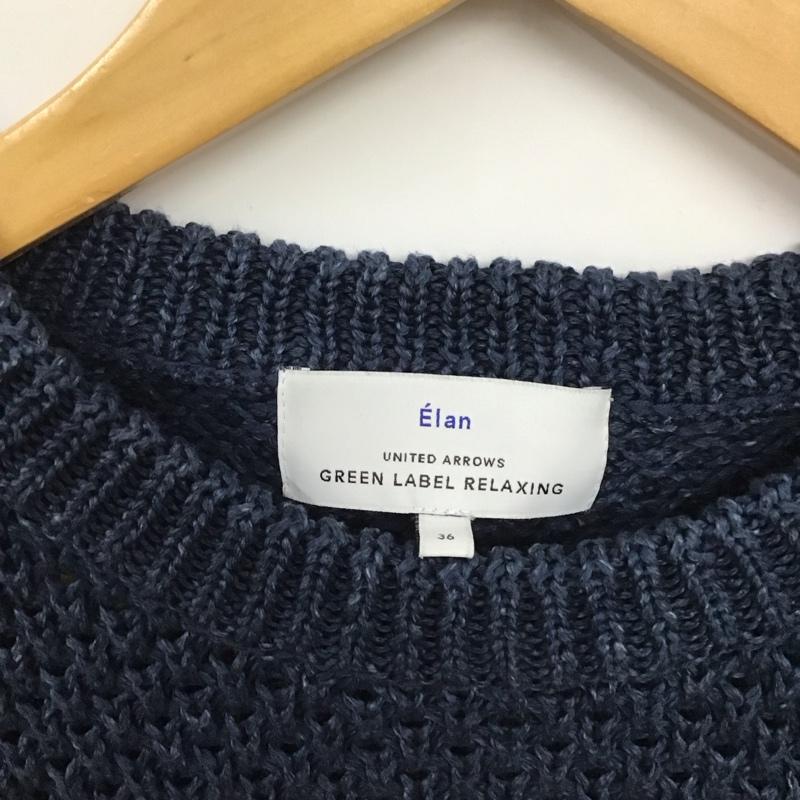 Élan
UNITED ARROWS
GREEN LABEL RELAXING
36